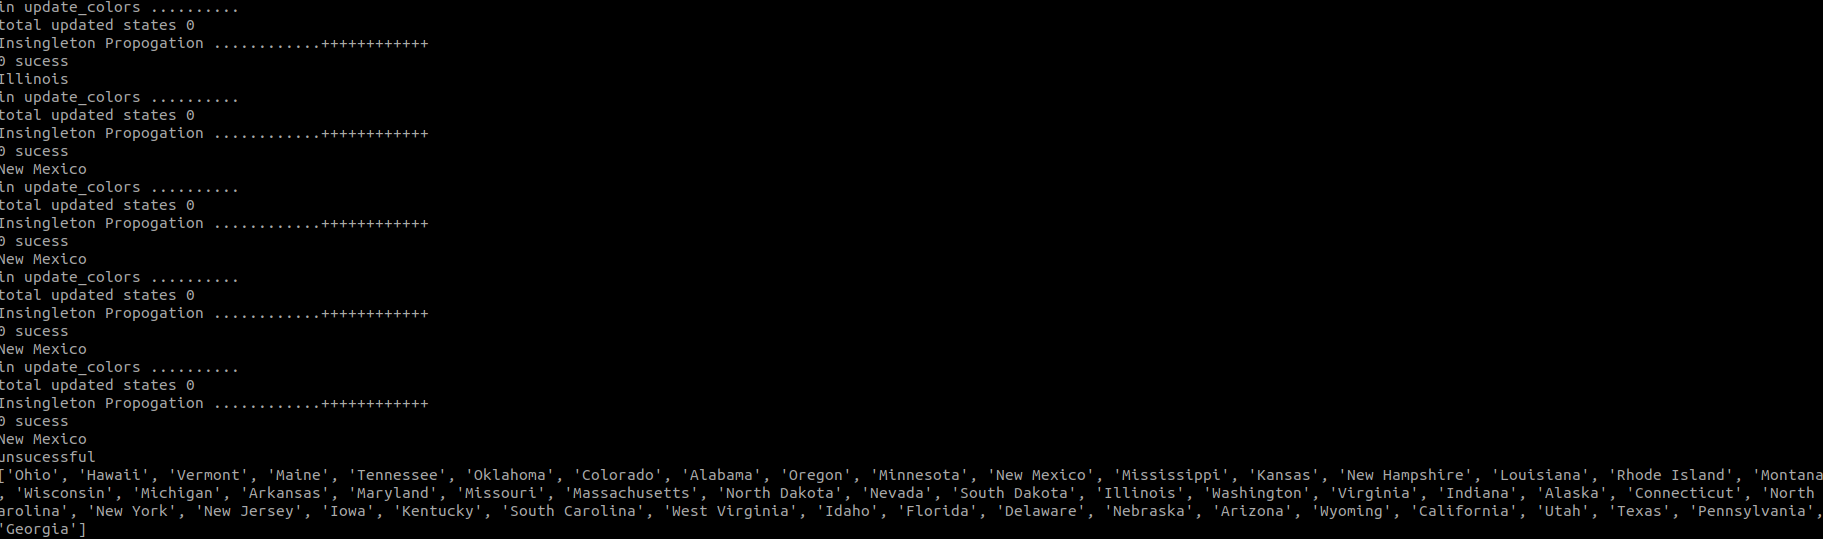 in update_colors ..........
total updated states 0
Insingleton Propogation ............++++++++++++
0 sucess
Illinois
in update_colors ..........
total updated states 0
Insingleton Propogation ............++++++++++++
0 sucess
New Mexico
in update_colors ..........
total updated states 0
Insingleton Propogation ............++++++++++++
0 sucess
New Mexico
in update_colors ..........
total updated states 0
Insingleton Propogation ............++++++++++++
0 sucess
New Mexico
in update_colors ..........
total updated states 0
Insingleton Propogation ............++++++++++++
0 sucess
New Mexico
unsucessful
['Ohio', 'Hawaii', 'Vermont', 'Maine', 'Tennessee', 'Oklahoma', 'Colorado', 'Alabama', 'Oregon', 'Minnesota', 'New Mexico', 'Mississippi', 'Kansas', 'New Hampshire', 'Louisiana', 'Rhode Island', 'Montana
, 'Wisconsin', 'Michigan', 'Arkansas', 'Maryland', 'Missouri', 'Massachusetts', 'North Dakota', 'Nevada', 'South Dakota', 'Illinois', 'Washington', 'Virginia', 'Indiana', 'Alaska', 'Connecticut', 'North
arolina', 'New York', 'New Jersey', 'Iowa', 'Kentucky', 'South Carolina', 'West Virginia', 'Idaho', 'Florida', 'Delaware', 'Nebraska', 'Arizona', 'Wyoming', 'California', 'Utah', 'Texas', 'Pennsylvania',
'Georgia']